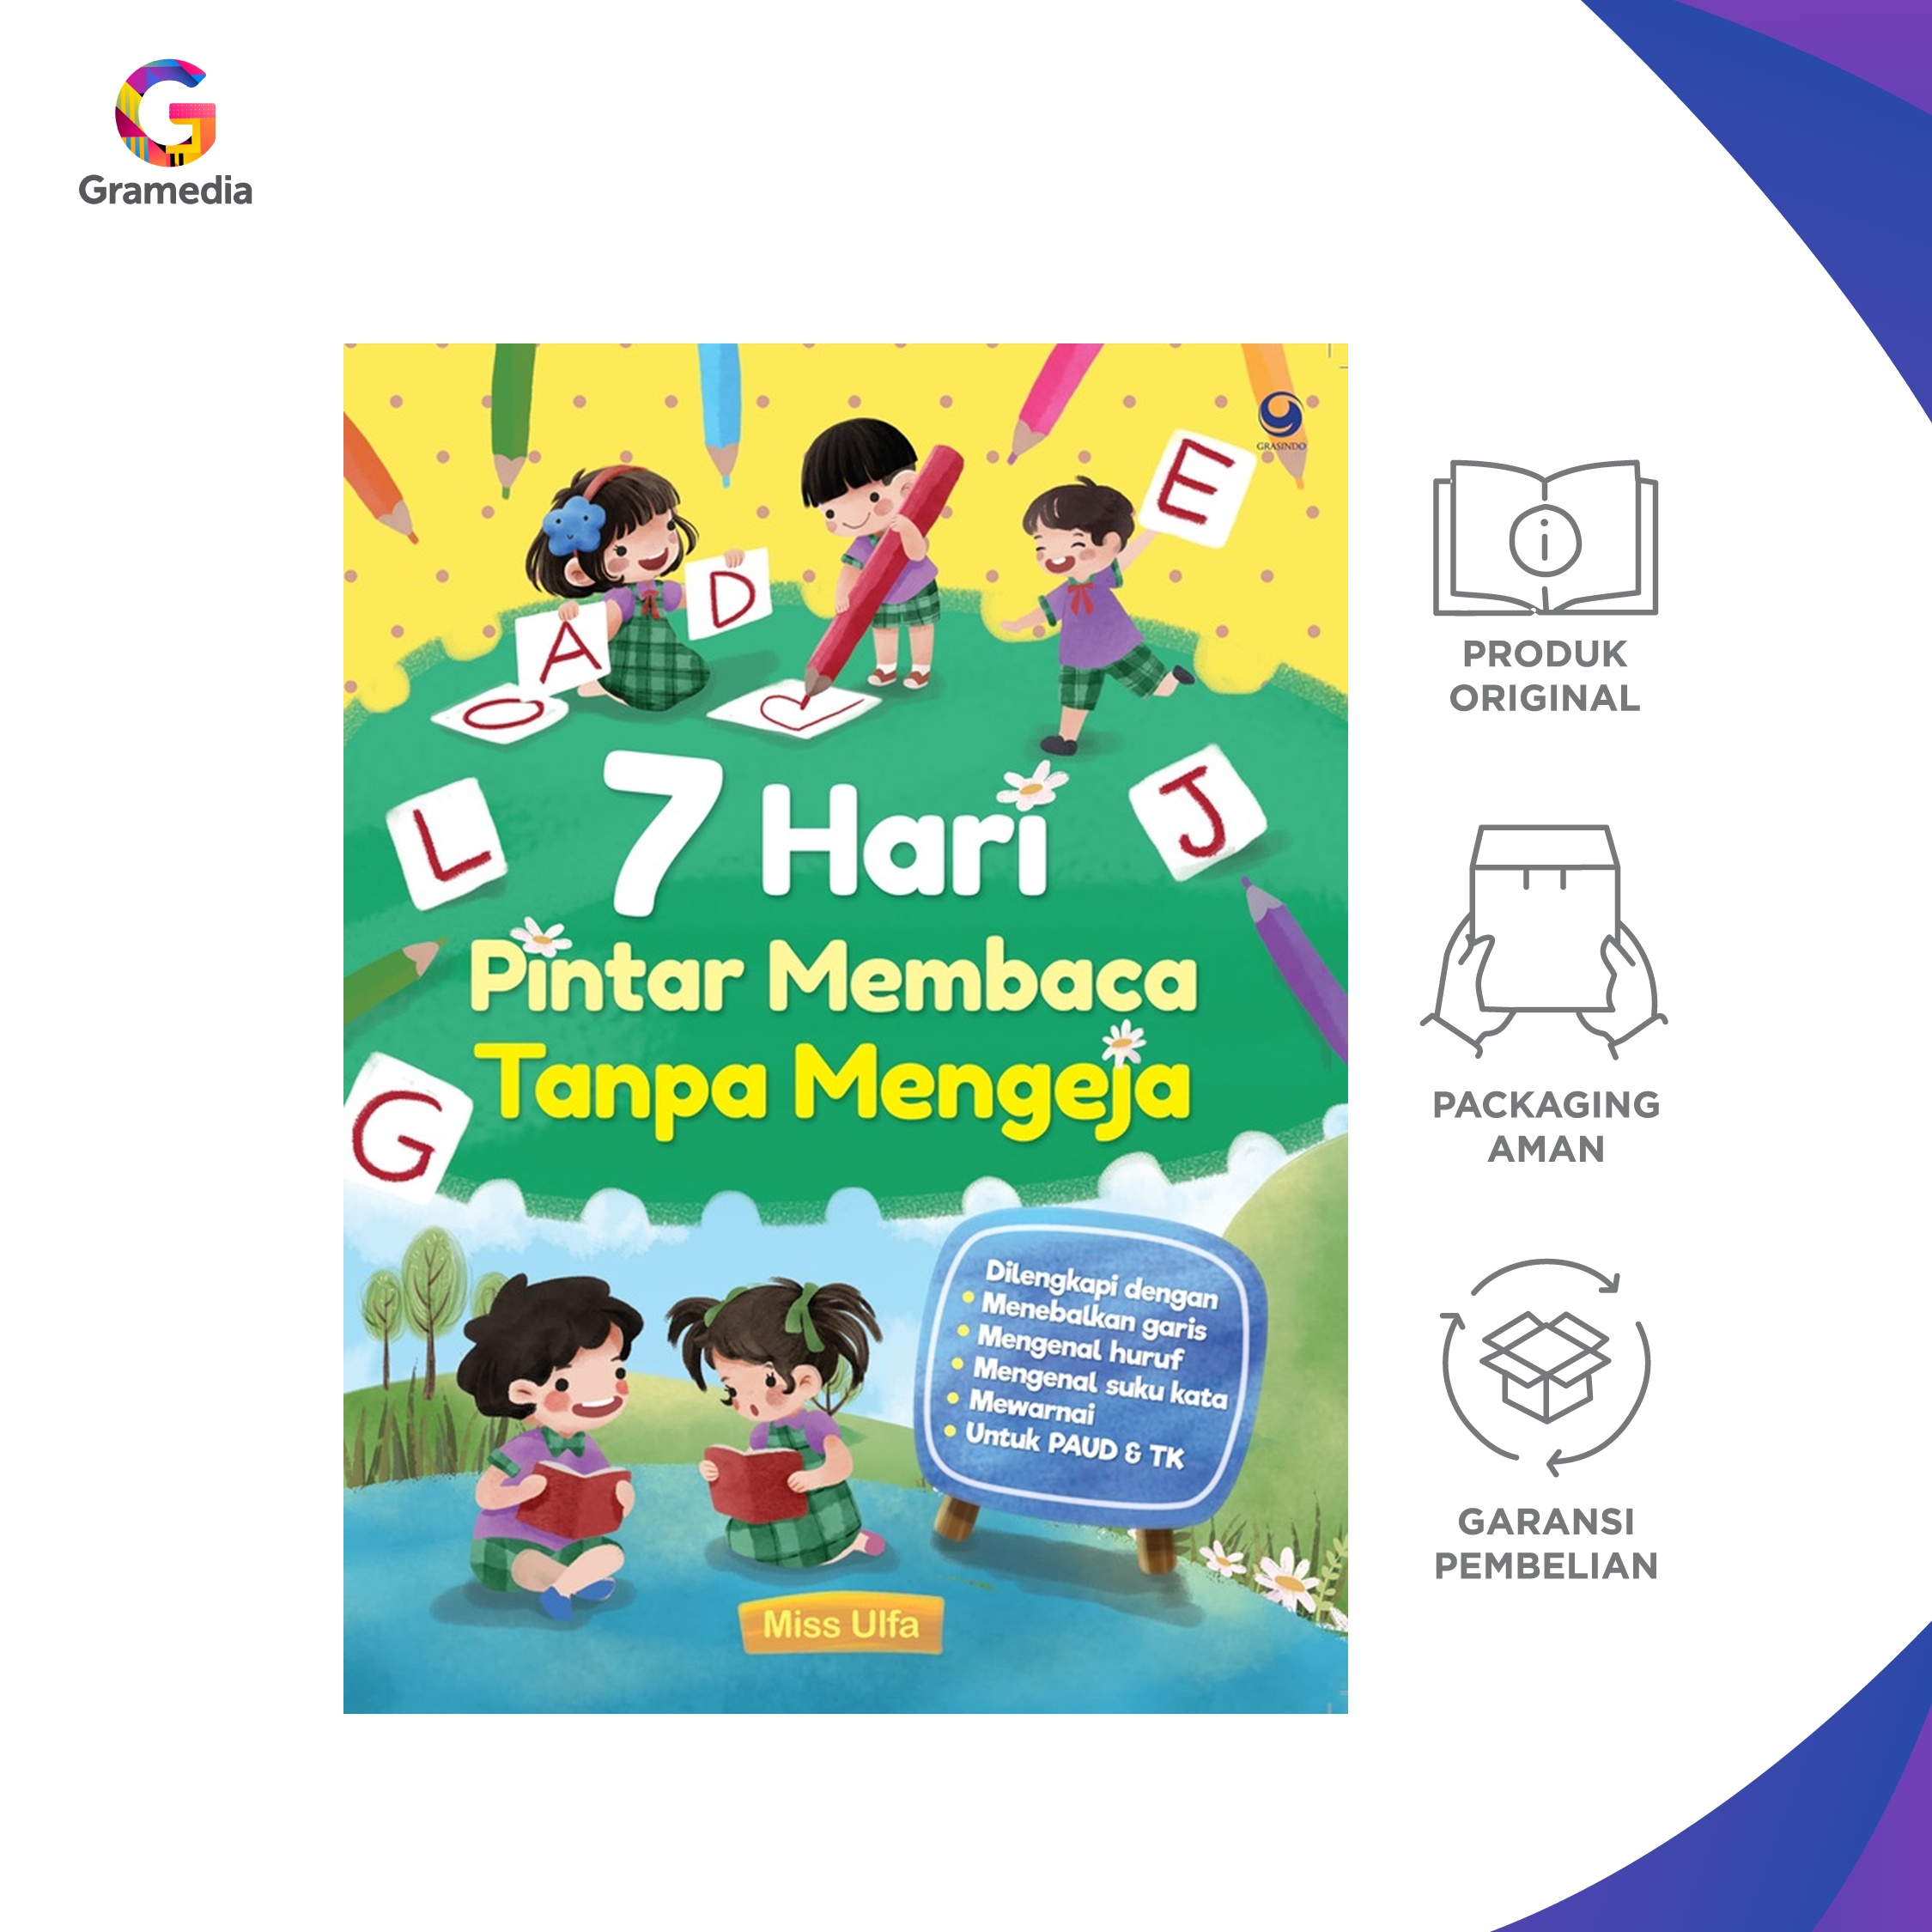 Gramedia
GRASINDO
E
D
A
C
L
J
7 Hari
Pintar Membaca
Tanpa Mengeja
G
Dilengkapi dengan
• Menebalkan garis
• Mengenal huruf
• Mengenal suku kata
• Mewarnai
• Untuk PAUD & TK
Miss Ulfa
PRODUK
ORIGINAL
PACKAGING
AMAN
GARANSI
PEMBELIAN